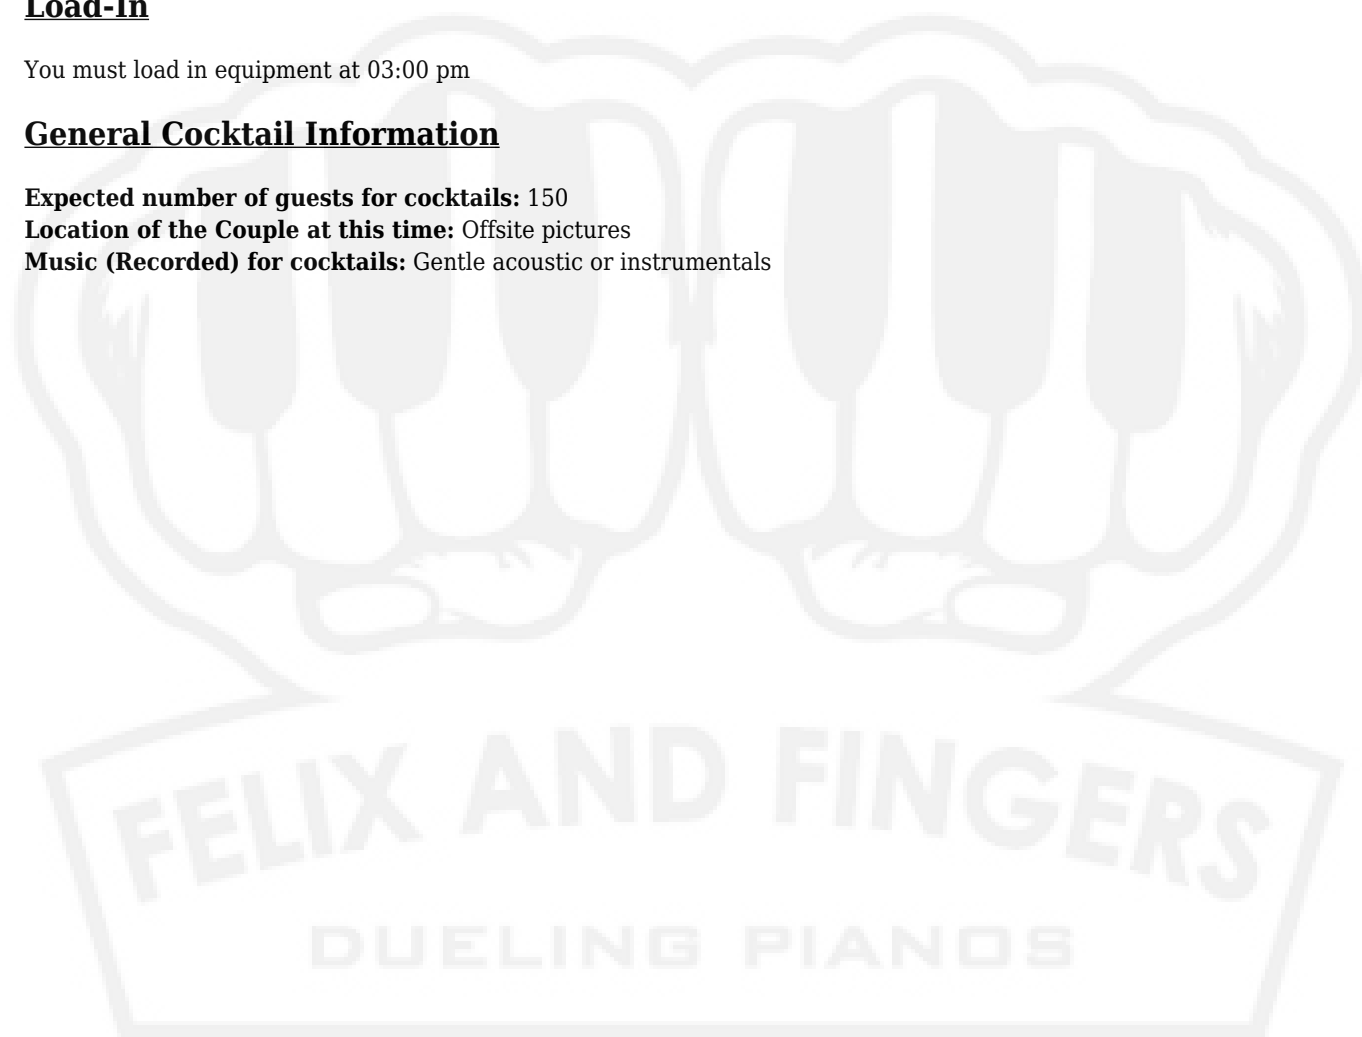 Load-In
You must load in equipment at 03:00 pm
General Cocktail Information
Expected number of guests for cocktails: 150
Location of the Couple at this time: Offsite pictures
Music (Recorded) for cocktails: Gentle acoustic or instrumentals
FELIX AND FINGERS
DUELING PIANOS